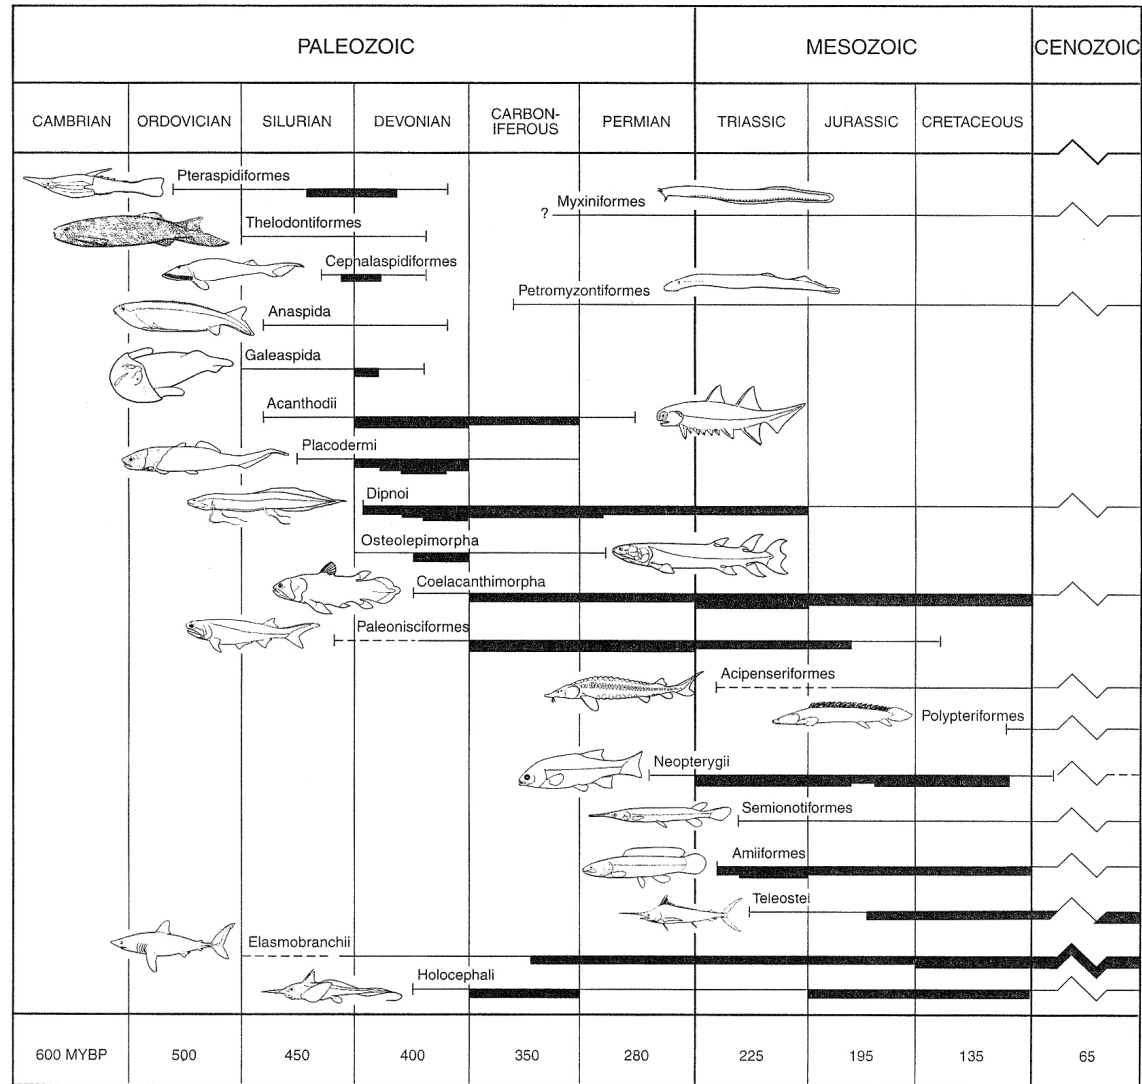 PALEOZOIC
MESOZOIC
CENOZOIC
CAMBRIAN
ORDOVICIAN
SILURIAN
DEVONIAN
CARBON-
IFEROUS
PERMIAN
TRIASSIC
JURASSIC
CRETACEOUS
Pteraspidiformes
? Myxiniformes
Thelodontiformes
Cephalaspidiformes
Petromyzontiformes
Anaspida
Galeaspida
Acanthodii
Placodermi
Dipnoi
Osteolepimorpha
Coelacanthimorpha
Paleonisciformes
Acipenseriformes
Polypteriformes
Neopterygii
Semionotiformes
Amiiformes
Teleostei
Elasmobranchii
Holocephali
600 MYBP
500
450
400
350
280
225
195
135
65